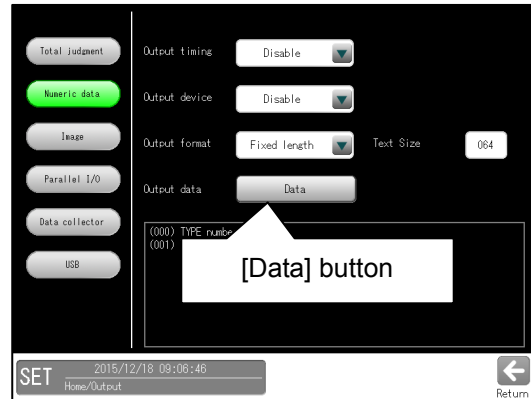 Total judgment
Numeric data
Image
Parallel I/O
Data collector
USB
Output timing Disable
Output device Disable
Output format Fixed length Text Size 064
Output data Data
(000) TYPE
(001)
[Data] button
SET 2015/12/18 09:06:46
Home/Output
Return